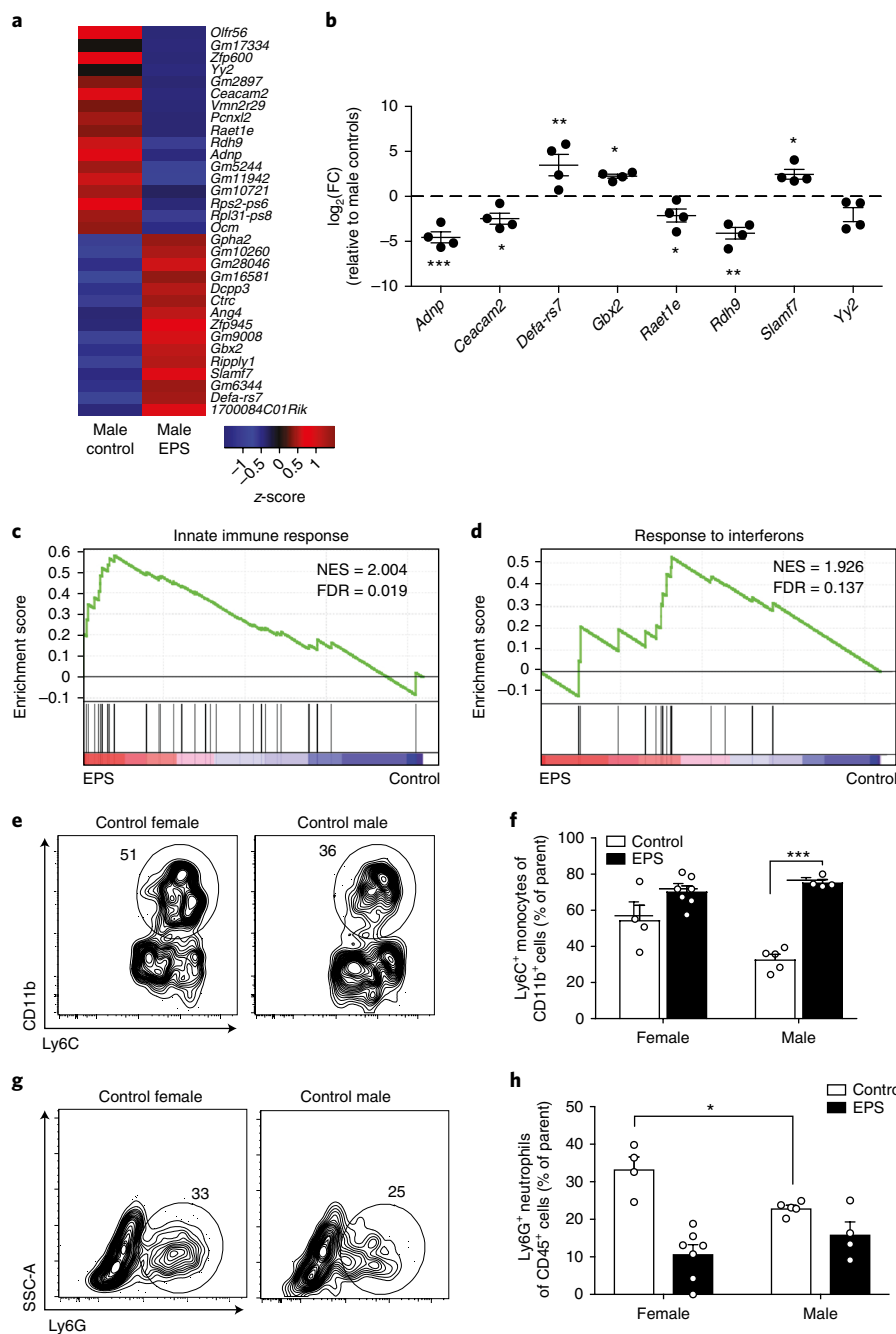 a
Olfr56
Gm17334
Zfp600
Yy2
Gm2897
Ceacam2
Vmn2r29
Pcnxl2
Raet1e
Rdh9
Adnp
Gm5244
Gm11942
Gm10721
Rps2-ps6
Rpl31-ps8
Ocm
Gpha2
Gm10260
Gm28046
Gm16581
Dcpp3
Ctrc
Ang4
Zfp945
Gm9008
Gbx2
Ripply1
Slamf7
Gm6344
Defa-rs7
1700084C01Rik
Male control
Male EPS
−1 −0.5 0 0.5 1
z-score
b
log2(FC)
(relative to male controls)
10
5
0
−5
−10
***
*
**
*
*
**
*
Adnp
Ceacam2
Defa-rs7
Gbx2
Raet1e
Rdh9
Slamf7
Yy2
c
Innate immune response
NES = 2.004
FDR = 0.019
Enrichment score
0.6
0.5
0.4
0.3
0.2
0.1
0
−0.1
EPS Control
d
Response to interferons
NES = 1.926
FDR = 0.137
Enrichment score
0.5
0.4
0.3
0.2
0.1
0
−0.1
EPS Control
e
Control female
51
Control male
36
CD11b
Ly6C
f
Control
EPS
***
Ly6C+ monocytes of
CD11b+ cells (% of parent)
100
80
60
40
20
0
Female Male
g
Control female
33
Control male
25
SSC-A
Ly6G
h
Contro
EPS
*
Ly6G+ neutrophils
of CD45+ cells (% of parent)
50
40
30
20
10
0
Female Male